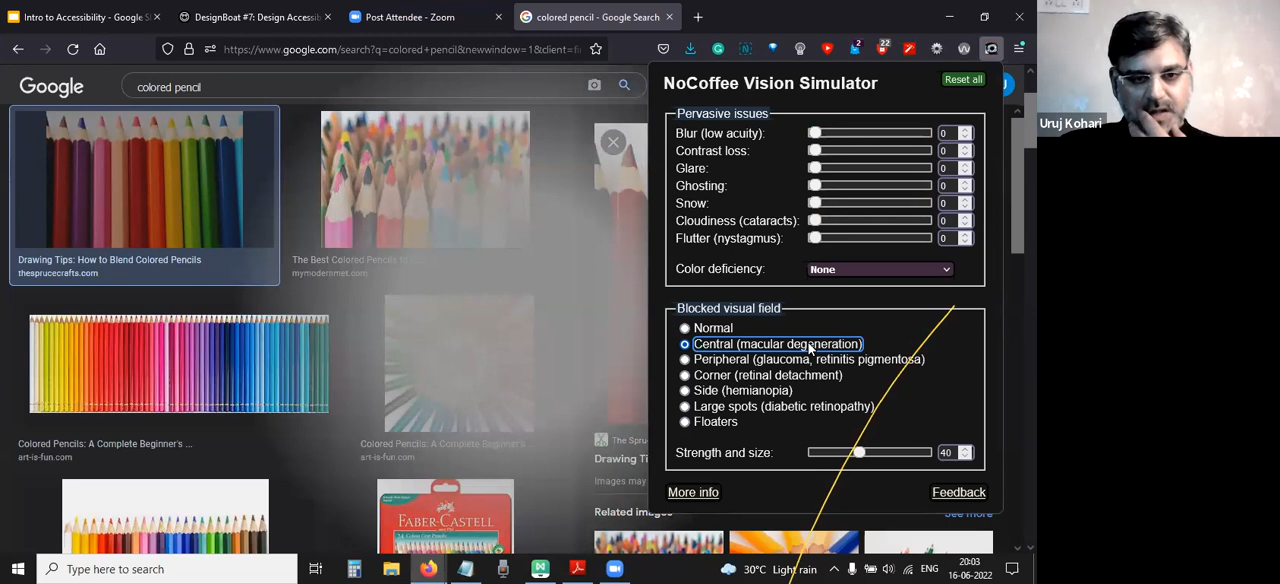 Intro to Accessibility - Google Sl
DesignBoat #7: Design Accessib
Post Attendee - Zoom
colored pencil - Google Search
https://www.google.com/search?q=colored+pencil&newwindow=1&client=fi
2
22
Google
colored pencil
Drawing Tips: How to Blend Colored Pencils
thesprucecrafts.com
The Best Colored Pencils
mymodernmet.com
Colored Pencils: A Complete Beginner's ...
art-is-fun.com
Colored Pencils: A Complete Beginner's ...
art-is-fun.com
FABER-CASTELL
The Spru
Drawing Ti
Images may
Related images
See more
NoCoffee Vision Simulator
Reset all
Pervasive issues
Blur (low acuity): 0
Contrast loss: 0
Glare: 0
Ghosting: 0
Snow: 0
Cloudiness (cataracts): 0
Flutter (nystagmus): 0
Color deficiency: None
Blocked visual field
Normal
Central (macular degeneration)
Peripheral (glaucoma, retinitis pigmentosa)
Corner (retinal detachment)
Side (hemianopia)
Large spots (diabetic retinopathy)
Floaters
Strength and size: 40
More info
Feedback
Uruj Kohari
Type here to search
30°C Light rain
ENG
20:03
16-06-2022